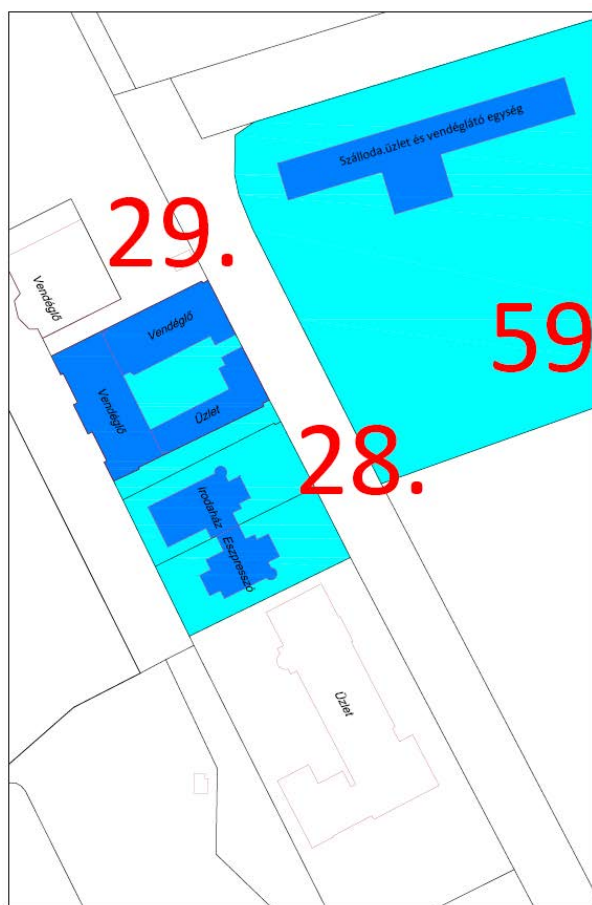 Szálloda.üzlet és vendéglátó egység
29.
Vendéglő
Vendéglő
59
Vendéglő
Üzlet
28.
irodaház
Eszpresszó
Üzlet